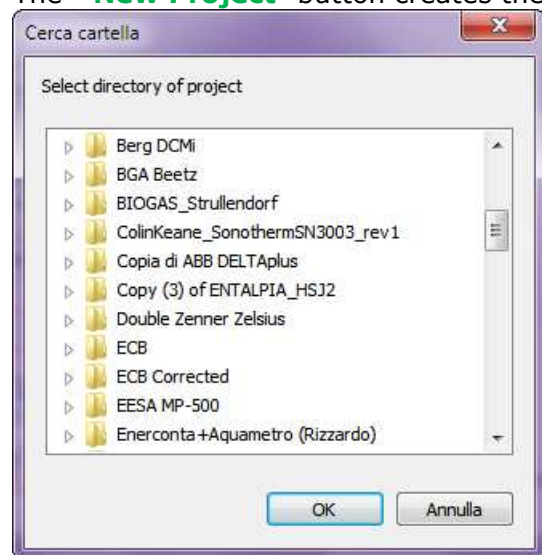 The "New Project" button creates the
Cerca cartella
Select directory of project
Berg DCMi
BGA Beetz
BIOGAS_Strullendorf
ColinKeane_SonothermSN3003_rev1
Copia di ABB DELTAplus
Copy (3) of ENTALPIA_HSJ2
Double Zenner Zelsius
ECB
ECB Corrected
EESA MP-500
Enerconta+Aquametro (Rizzardo)
OK Annulla